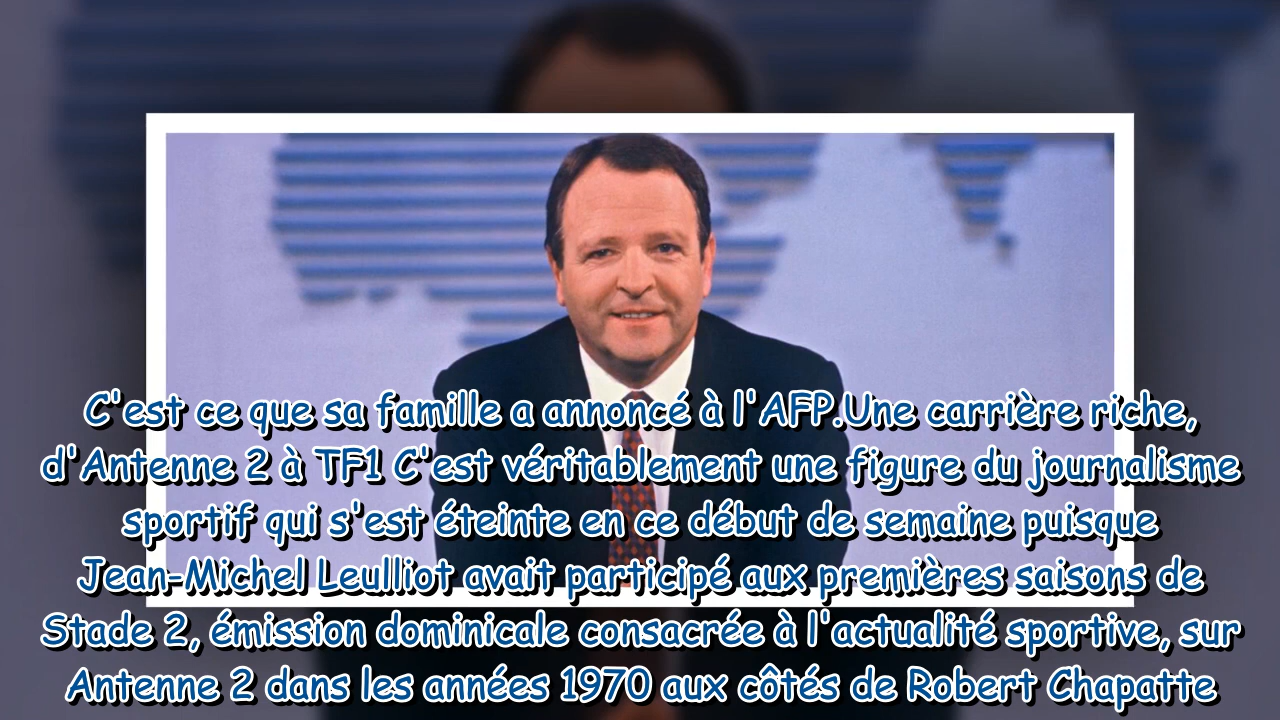 C'est ce que sa famille a annoncé à l'AFP.Une carrière riche,
d'Antenne 2 à TF1 C'est véritablement une figure du journalisme
sportif qui s'est éteinte en ce début de semaine puisque
Jean-Michel Leulliot avait participé aux premières saisons de
Stade 2, émission dominicale consacrée à l'actualité sportive, sur
Antenne 2 dans les années 1970 aux côtés de Robert Chapatte